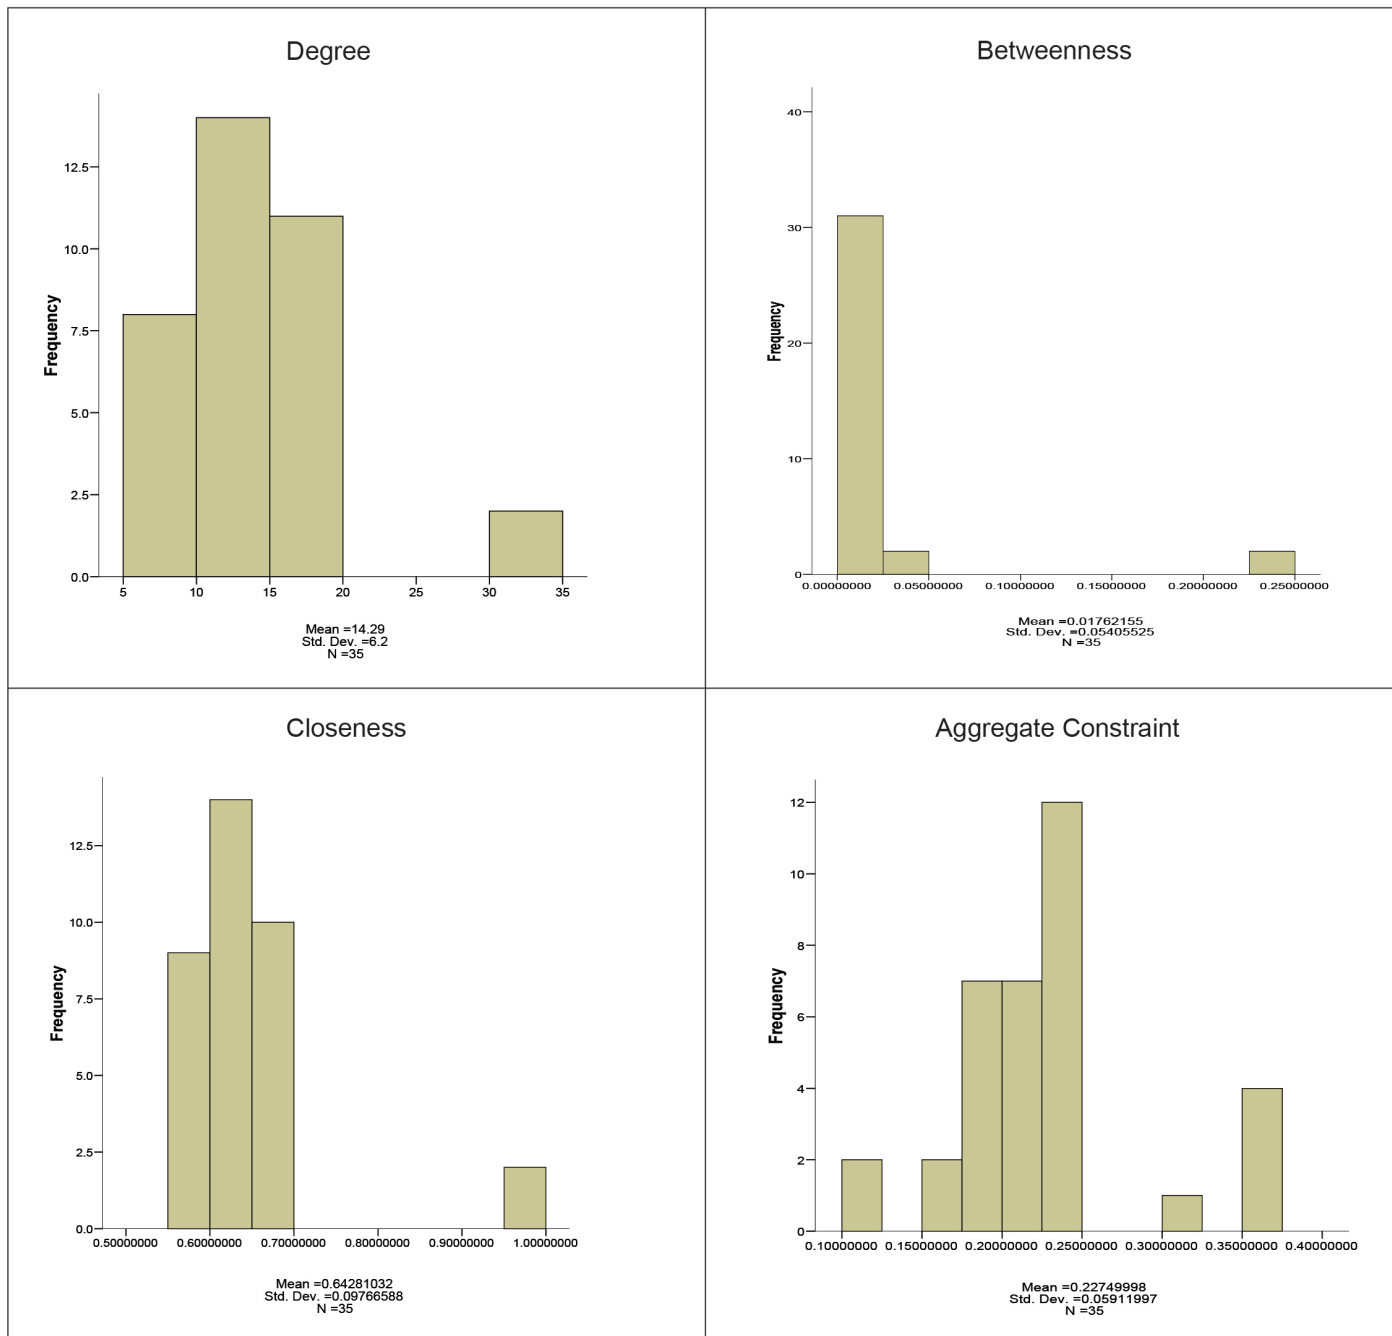 Degree
12.5
10.0
7.5
5.0
2.5
0.0
Frequency
5 10 15 20 25 30 35
Mean =14.29
Std. Dev. =6.2
N =35
Betweenness
40
30
20
10
0
Frequency
0.00000000 0.05000000 0.10000000 0.15000000 0.20000000 0.25000000
Mean =0.01762155
Std. Dev. =0.05405525
N =35
Closeness
12.5
10.0
7.5
5.0
2.5
0.0
Frequency
0.50000000 0.60000000 0.70000000 0.80000000 0.90000000 1.00000000
Mean =0.64281032
Std. Dev. =0.09766588
N =35
Aggregate Constraint
12
10
8
6
4
2
0
Frequency
0.10000000 0.15000000 0.20000000 0.25000000 0.30000000 0.35000000 0.40000000
Mean =0.22749998
Std. Dev. =0.05911997
N =35